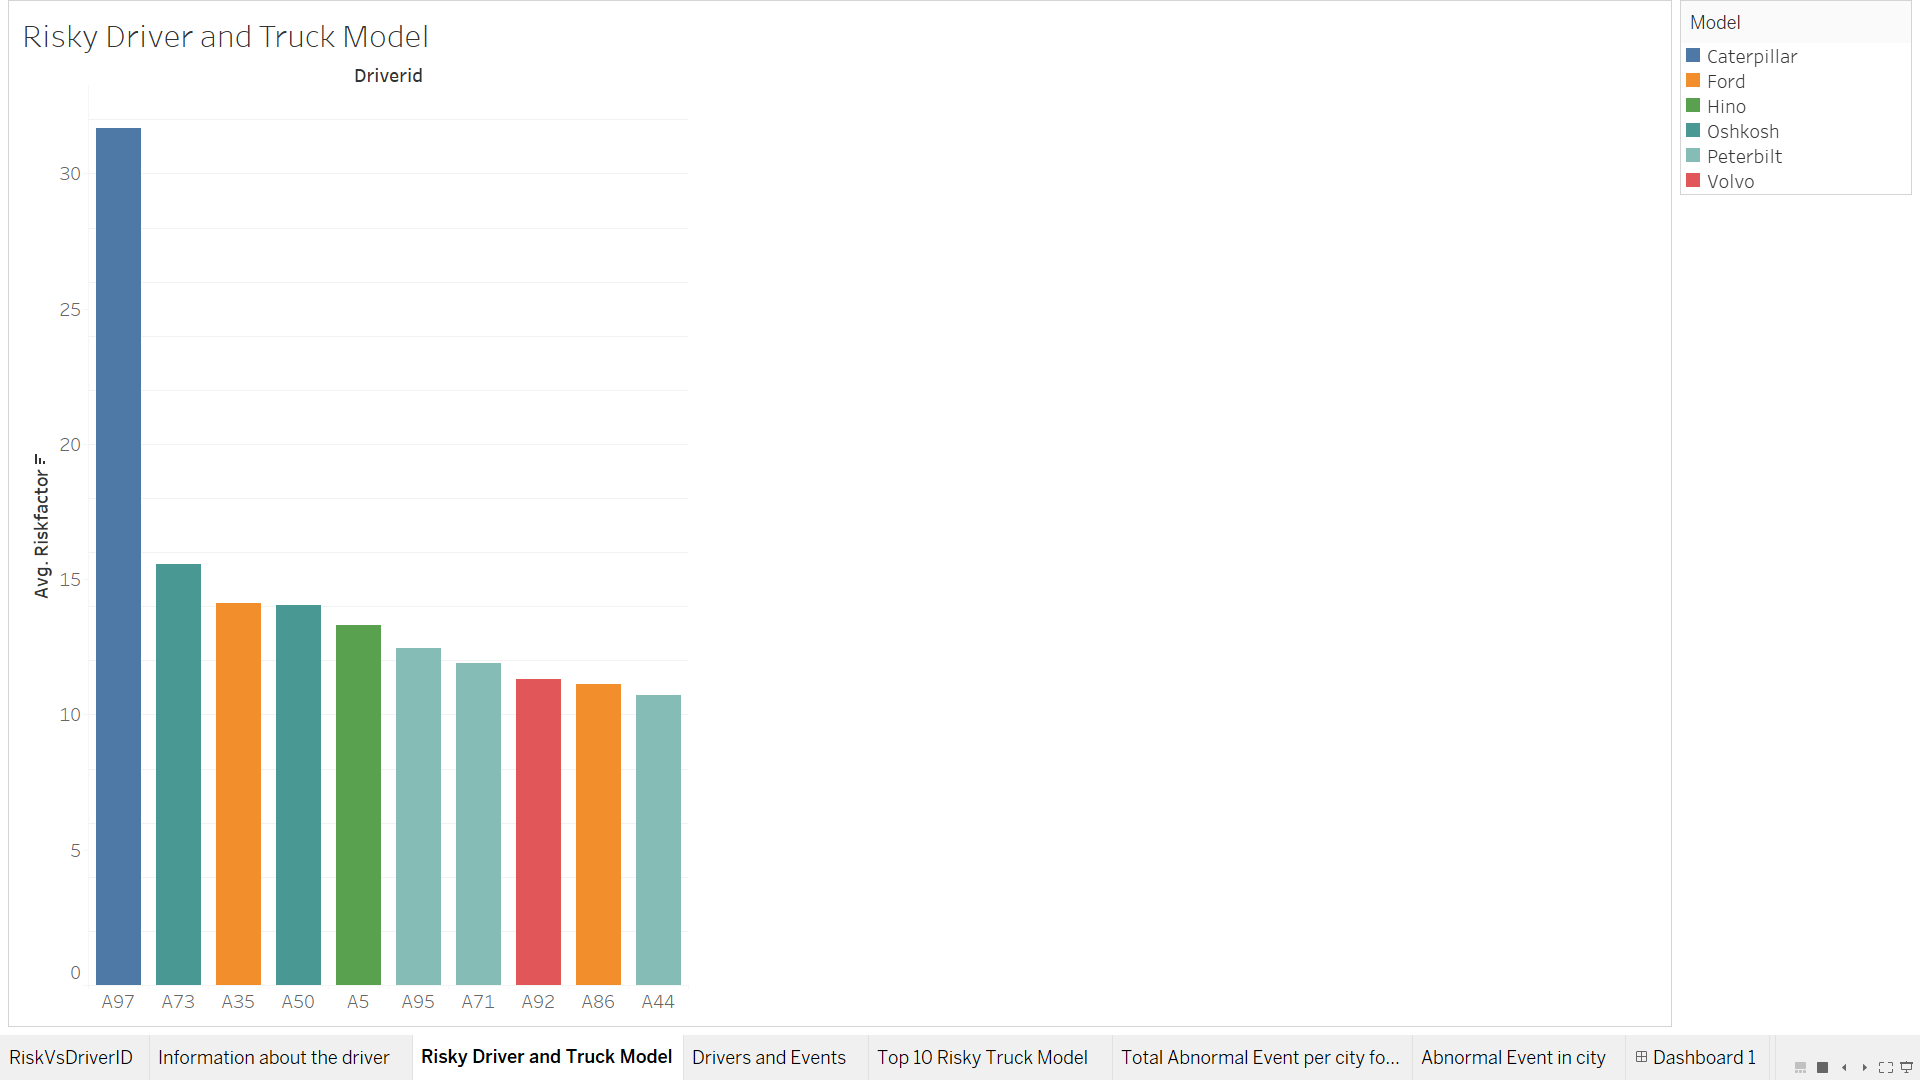 Risky Driver and Truck Model
Driverid
Avg. Riskfactor
30
25
20
15
10
5
0
A97 A73 A35 A50 A5 A95 A71 A92 A86 A44
Model
Caterpillar
Ford
Hino
Oshkosh
Peterbilt
Volvo
RiskVsDriverID Information about the driver Risky Driver and Truck Model Drivers and Events Top 10 Risky Truck Model Total Abnormal Event per city fo... Abnormal Event in city Dashboard 1